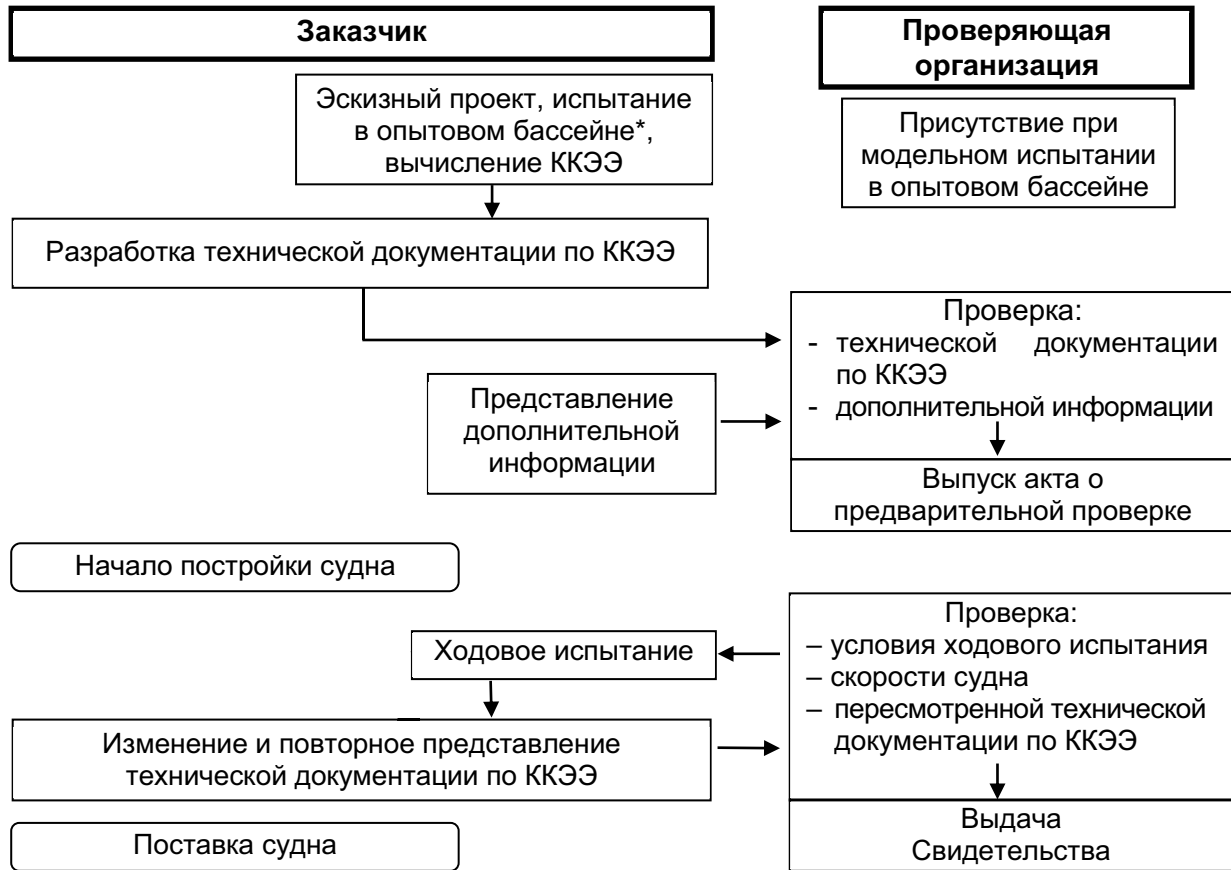 Заказчик
Проверяющая
организация
Эскизный проект, испытание
в опытовом бассейне*,
вычисление ККЭЭ
Присутствие при
модельном испытании
в опытовом бассейне
Разработка технической документации по ККЭЭ
Проверка:
- технической документации
по ККЭЭ
- дополнительной информации
Представление
дополнительной
информации
Выпуск акта о
предварительной проверке
Начало постройки судна
Проверка:
– условия ходового испытания
– скорости судна
– пересмотренной технической
документации по ККЭЭ
Ходовое испытание
Изменение и повторное представление
технической документации по ККЭЭ
Выдача
Свидетельства
Поставка судна